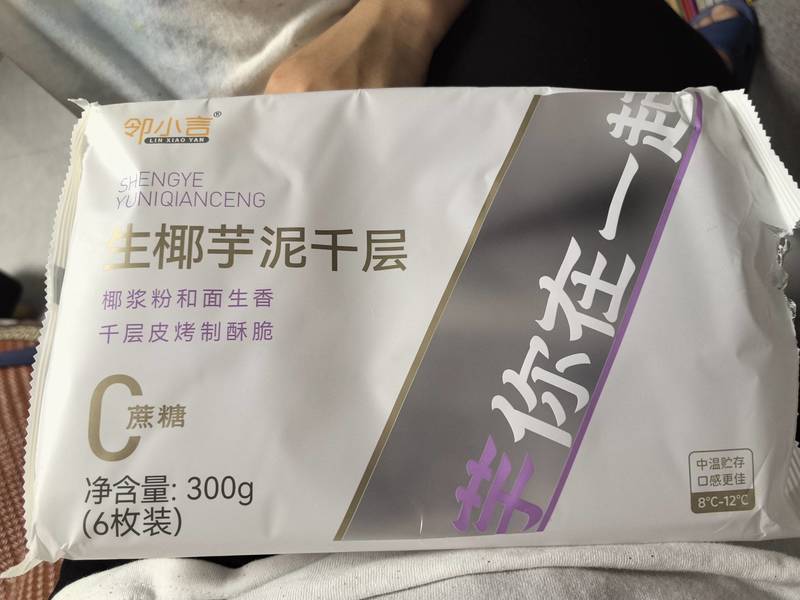 邻小言®
LIN XIAO YAN
SHENGYE
YUNIQIANCENG
生椰芋泥千层
椰浆粉和面生香
千层皮烤制酥脆
0蔗糖
净含量: 300g
(6枚装)
芋你在一起
中温贮存
口感更佳
8°C-12°C